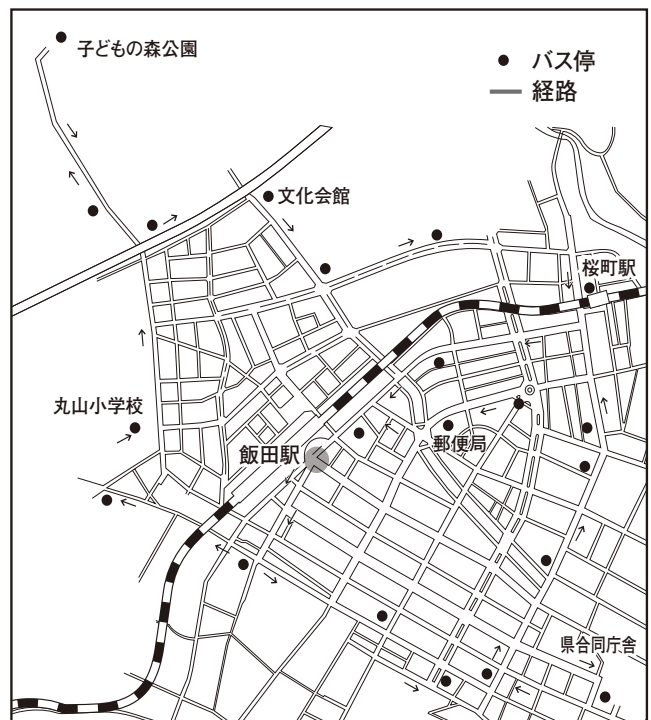 子どもの森公園
バス停
経路
文化会館
桜町駅
丸山小学校
郵便局
飯田駅
県合同庁舎